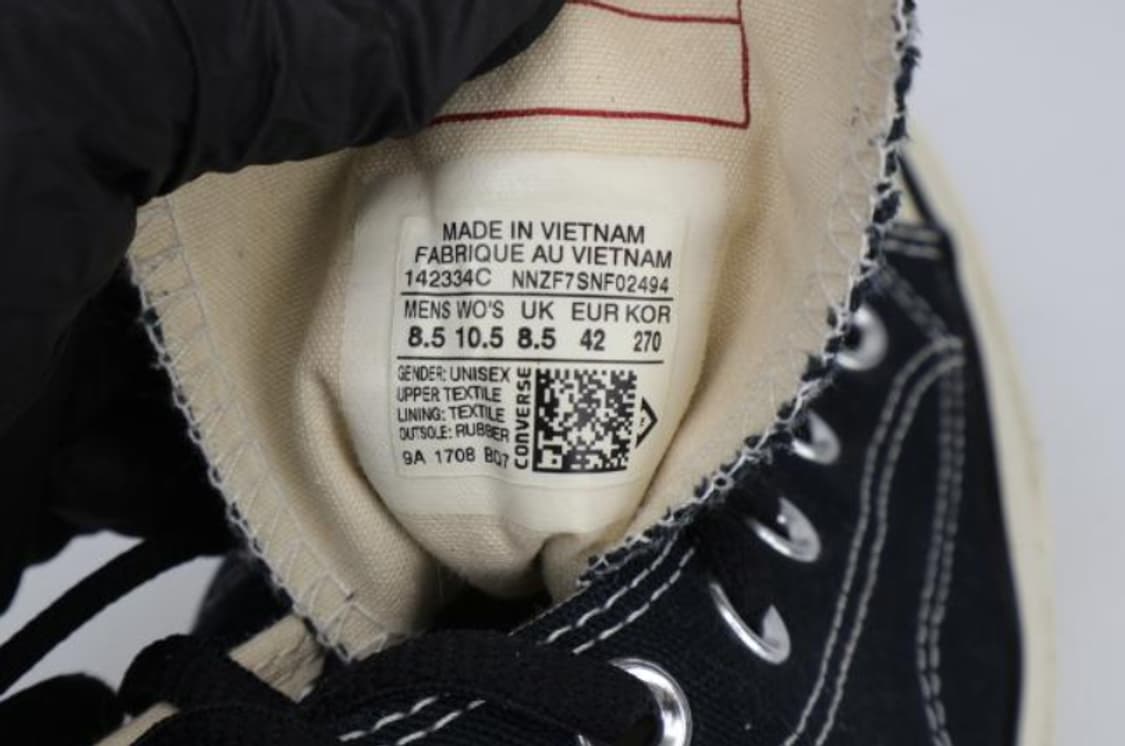 MADE IN VIETNAM
FABRIQUE AU VIETNAM
142334C NNZF7SNF02494
MENS WO'S UK EUR KOR
8.5 10.5 8.5 42 270
GENDER: UNISEX
UPPER TEXTILE
LINING: TEXTILE
OUTSOLE: RUBBER
9A 1708 BQ7
CONVERSE